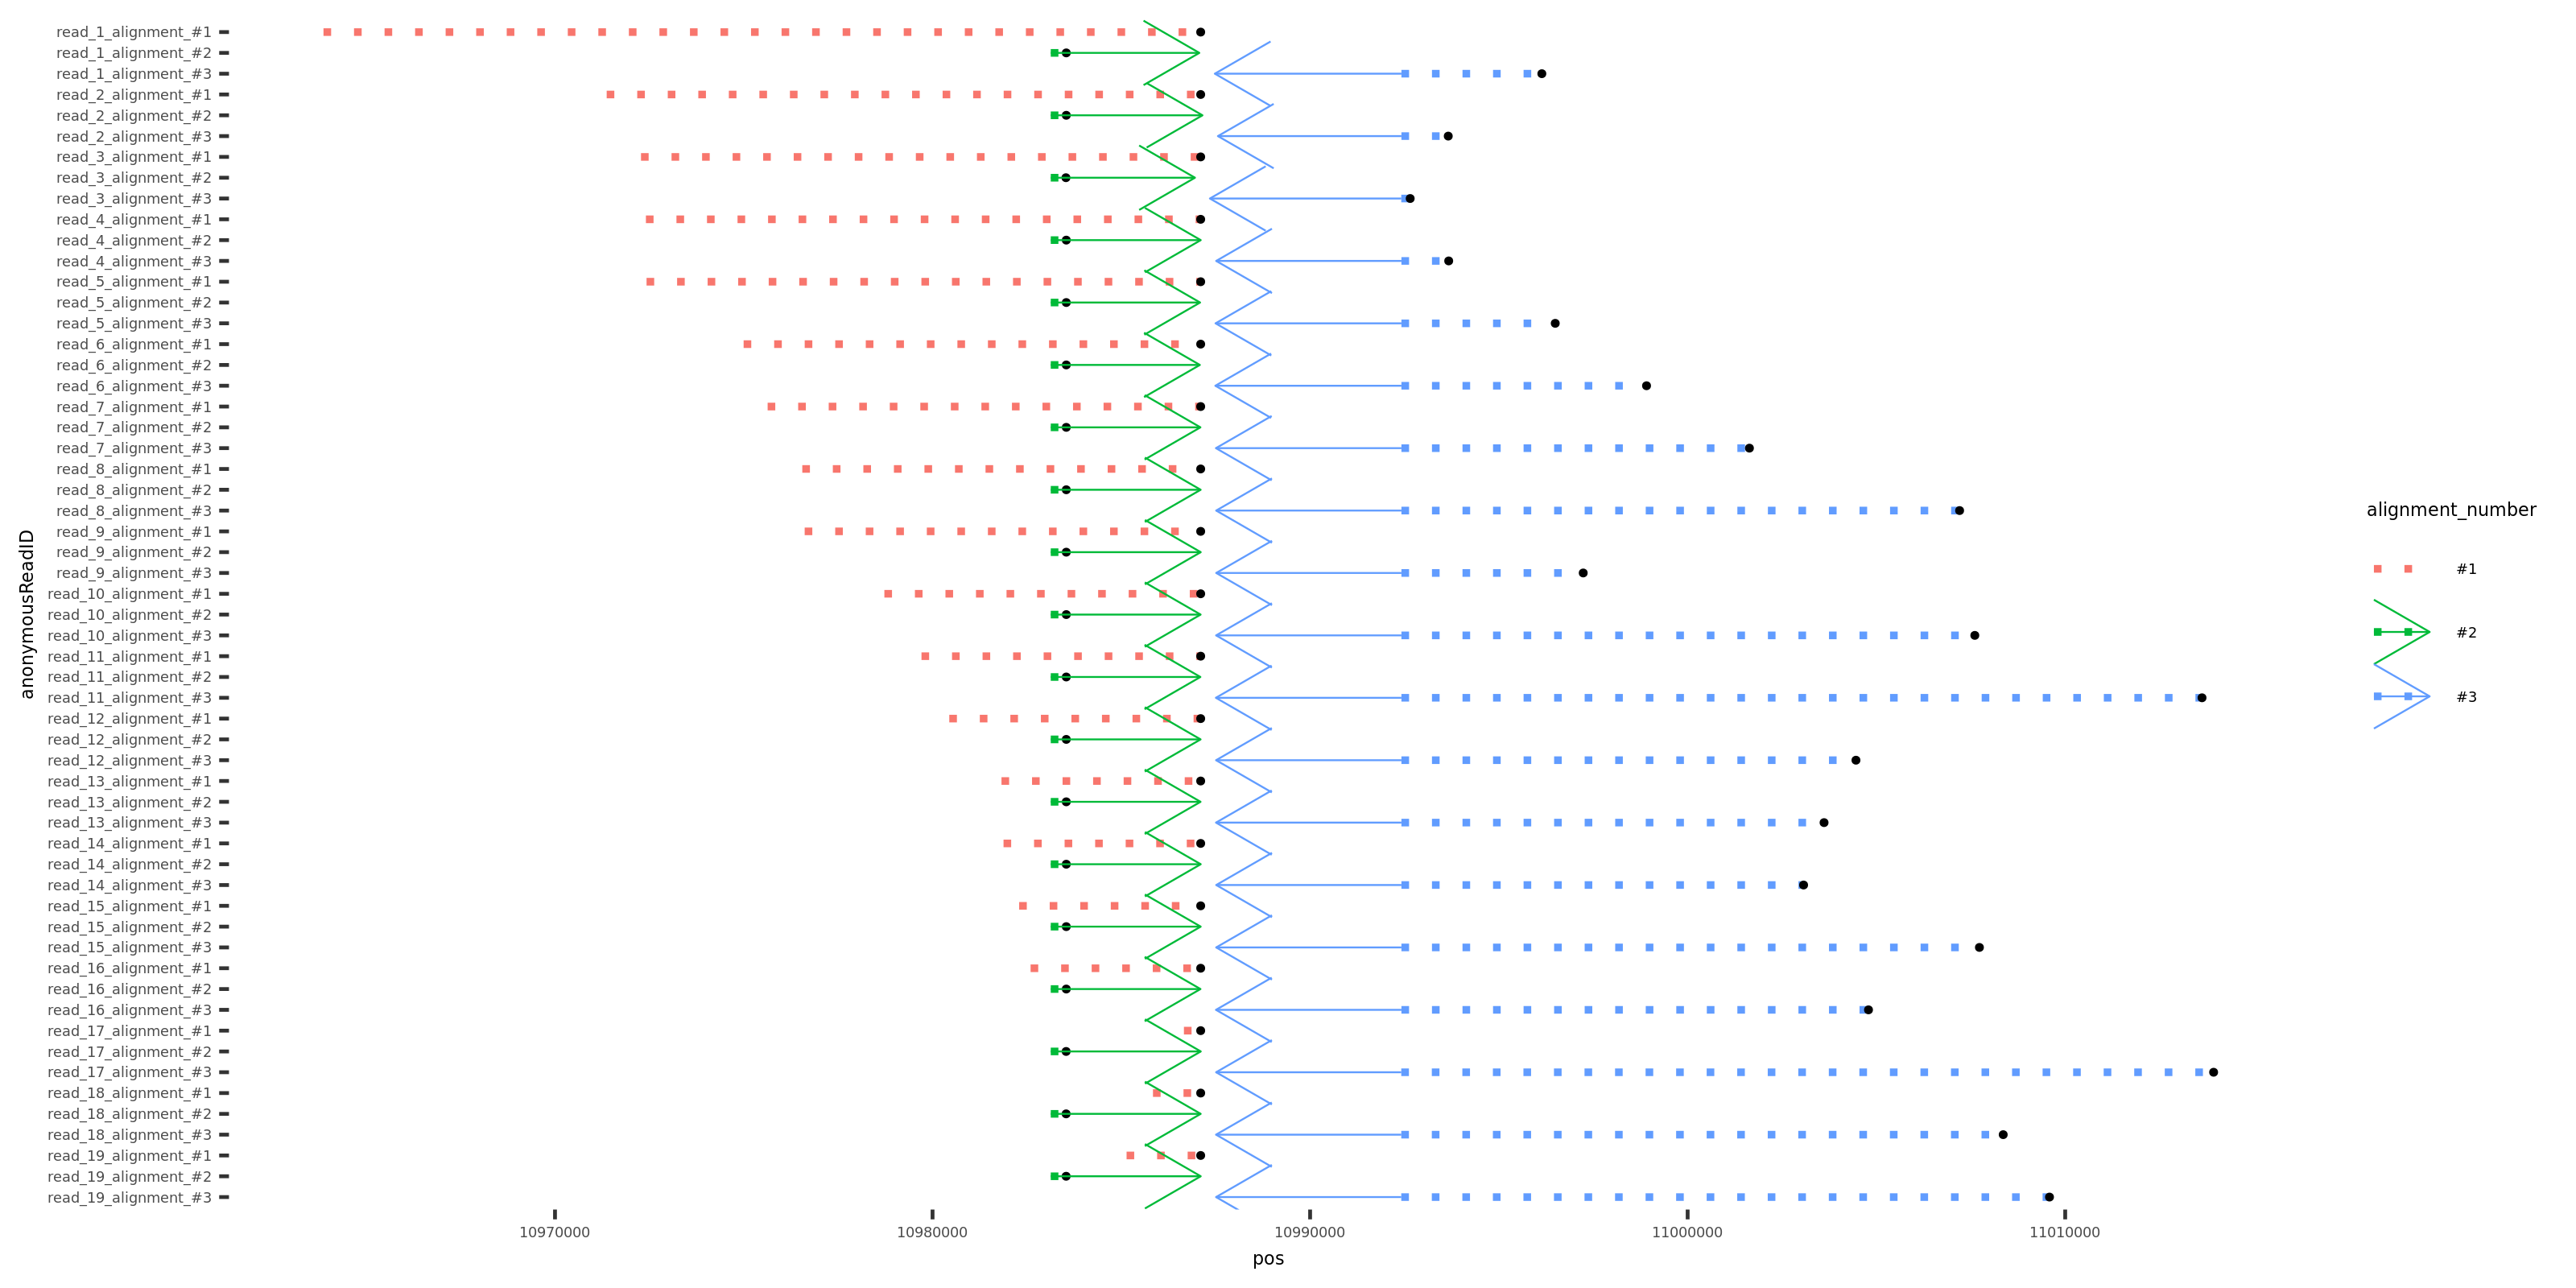 read_1_alignment_#1
read_1_alignment_#2
read_1_alignment_#3
read_2_alignment_#1
read_2_alignment_#2
read_2_alignment_#3
read_3_alignment_#1
read_3_alignment_#2
read_3_alignment_#3
read_4_alignment_#1
read_4_alignment_#2
read_4_alignment_#3
read_5_alignment_#1
read_5_alignment_#2
read_5_alignment_#3
read_6_alignment_#1
read_6_alignment_#2
read_6_alignment_#3
read_7_alignment_#1
read_7_alignment_#2
read_7_alignment_#3
read_8_alignment_#1
read_8_alignment_#2
read_8_alignment_#3
read_9_alignment_#1
read_9_alignment_#2
read_9_alignment_#3
read_10_alignment_#1
read_10_alignment_#2
read_10_alignment_#3
read_11_alignment_#1
read_11_alignment_#2
read_11_alignment_#3
read_12_alignment_#1
read_12_alignment_#2
read_12_alignment_#3
read_13_alignment_#1
read_13_alignment_#2
read_13_alignment_#3
read_14_alignment_#1
read_14_alignment_#2
read_14_alignment_#3
read_15_alignment_#1
read_15_alignment_#2
read_15_alignment_#3
read_16_alignment_#1
read_16_alignment_#2
read_16_alignment_#3
read_17_alignment_#1
read_17_alignment_#2
read_17_alignment_#3
read_18_alignment_#1
read_18_alignment_#2
read_18_alignment_#3
read_19_alignment_#1
read_19_alignment_#2
read_19_alignment_#3
anonymousReadID
10970000 10980000 10990000 11000000 11010000
pos
alignment_number
#1
#2
#3